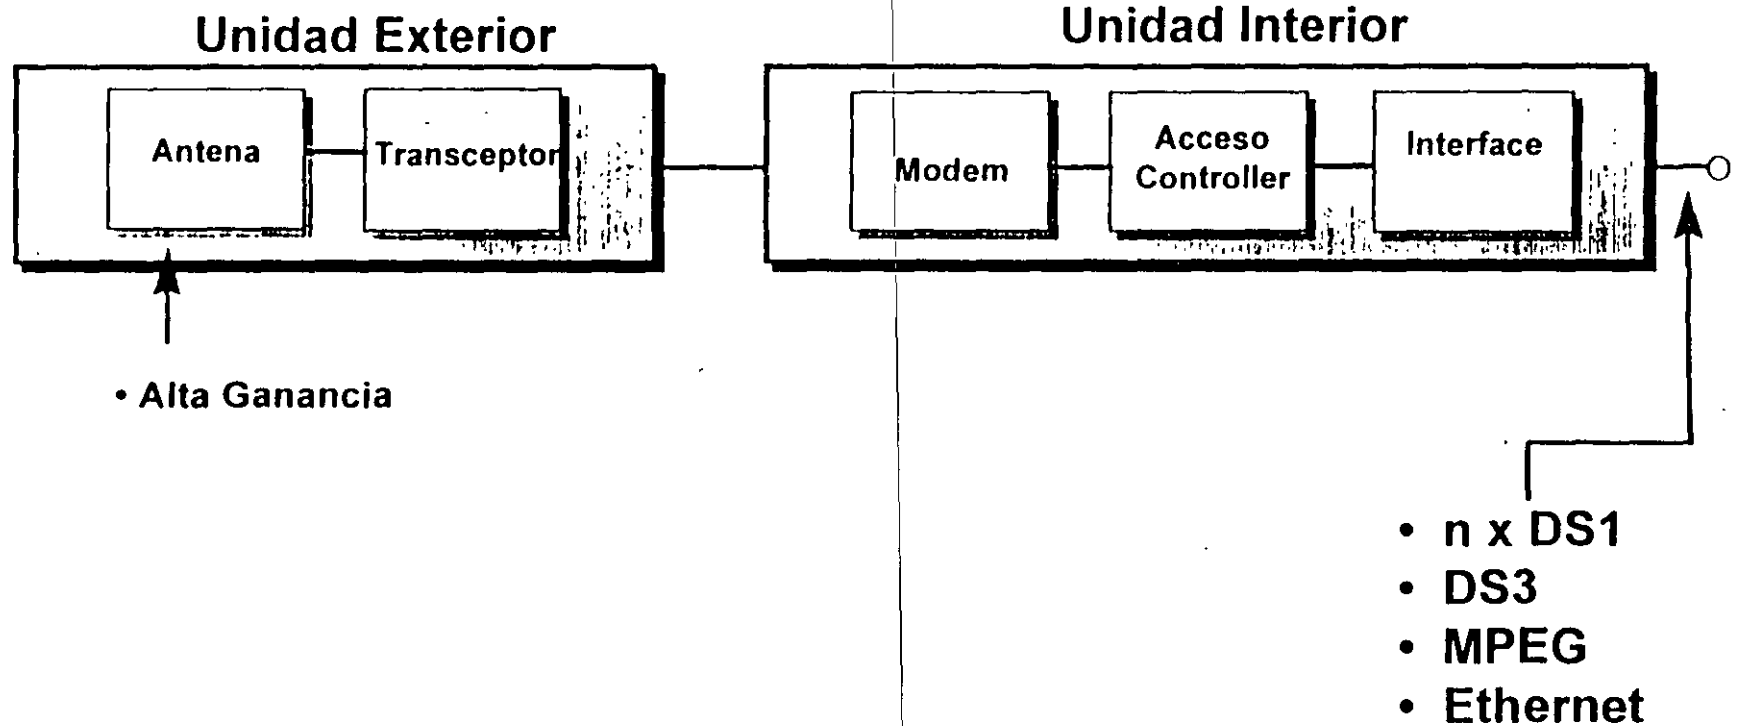 Unidad Exterior
Unidad Interior
Antena
Transceptor
Modem
Acceso
Controller
Interface
• Alta Ganancia
• n x DS1
• DS3
• MPEG
• Ethernet